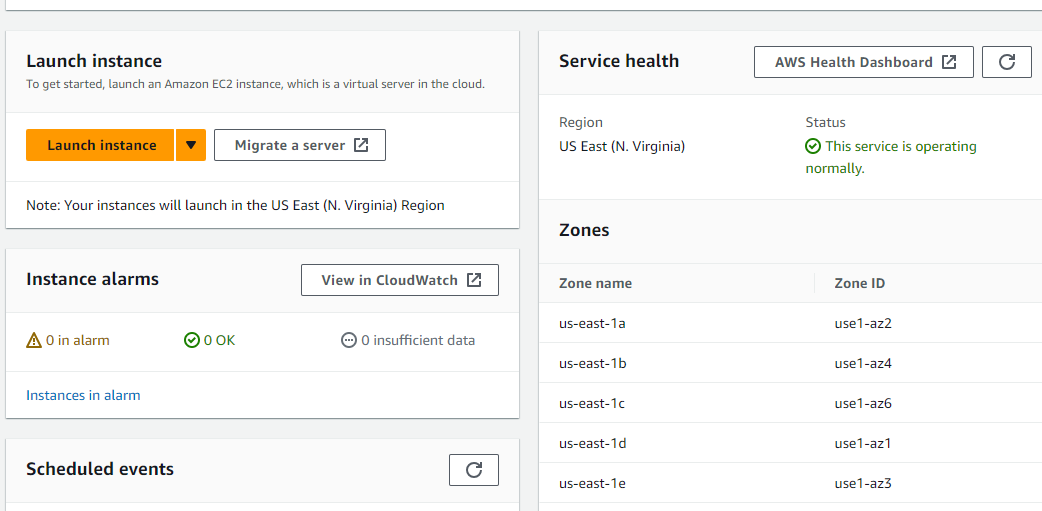 Launch instance
To get started, launch an Amazon EC2 instance, which is a virtual server in the cloud.
Launch instance
Migrate a server
Note: Your instances will launch in the US East (N. Virginia) Region
Instance alarms
View in CloudWatch
0 in alarm
0 OK
0 insufficient data
Instances in alarm
Scheduled events
Service health
AWS Health Dashboard
Region
US East (N. Virginia)
Status
This service is operating
normally.
Zones
Zone name Zone ID
us-east-1a use1-az2
us-east-1b use1-az4
us-east-1c use1-az6
us-east-1d use1-az1
us-east-1e use1-az3